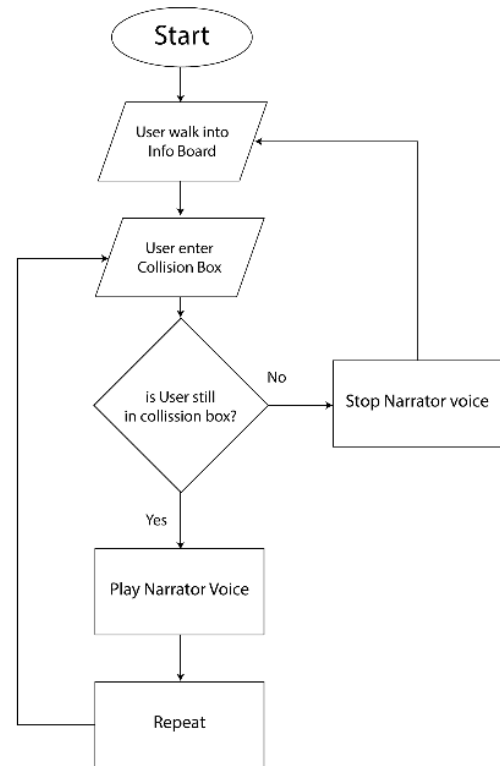 Start
User walk into
Info Board
User enter
Collision Box
is User still
in collission box?
No
Stop Narrator voice
Yes
Play Narrator Voice
Repeat